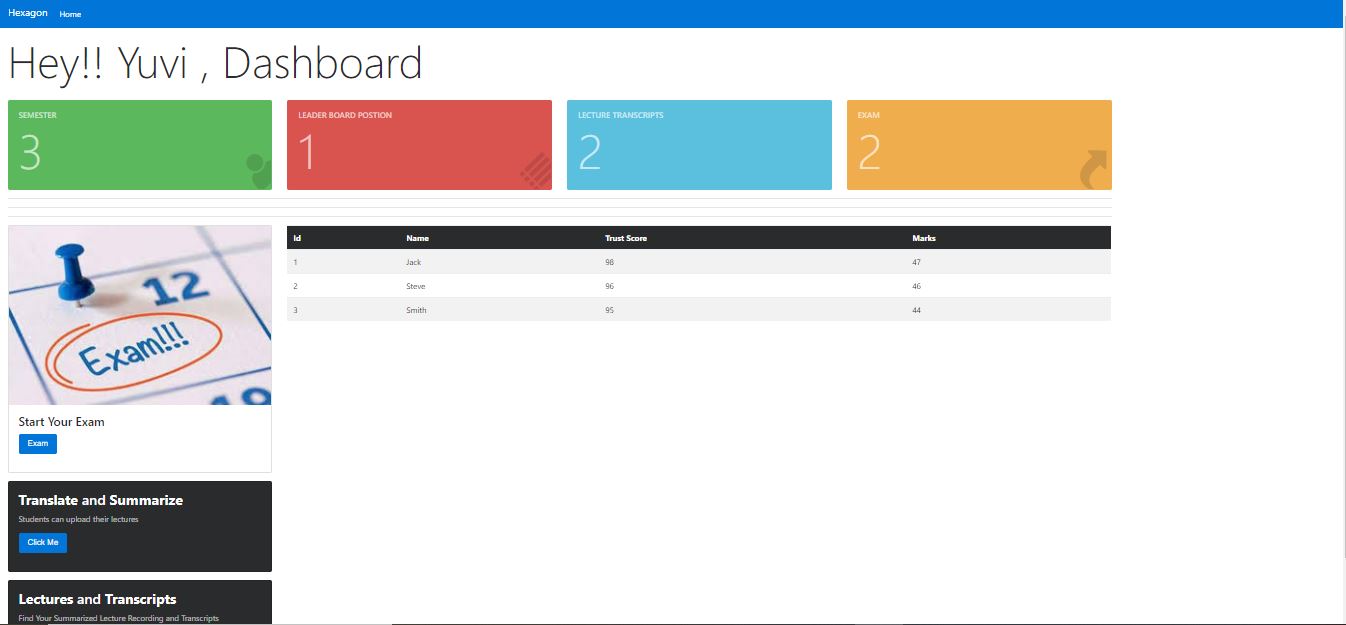 Hexagon Home
Hey!! Yuvi , Dashboard
SEMESTER
3
LEADER BOARD POSTION
1
LECTURE TRANSCRIPTS
2
EXAM
2
12
Exam!!!
19
Start Your Exam
Exam
Id Name Trust Score Marks
1 Jack 98 47
2 Steve 96 46
3 Smith 95 44
Translate and Summarize
Students can upload their lectures
Click Me
Lectures and Transcripts
Find Your Summarized Lecture Recording and Transcripts